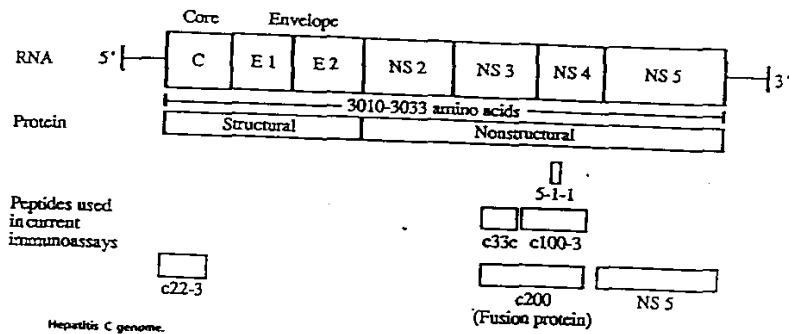 Core Envelope
RNA 5' C E 1 E 2 NS 2 NS 3 NS 4 NS 5 3'
3010-3033 amino acids
Protein Structural Nonstructural
5-1-1
Peptides used
in current
immunoassays
c33c c100-3
c22-3 c200 NS 5
(Fusion protein)
Hepatitis C genome.